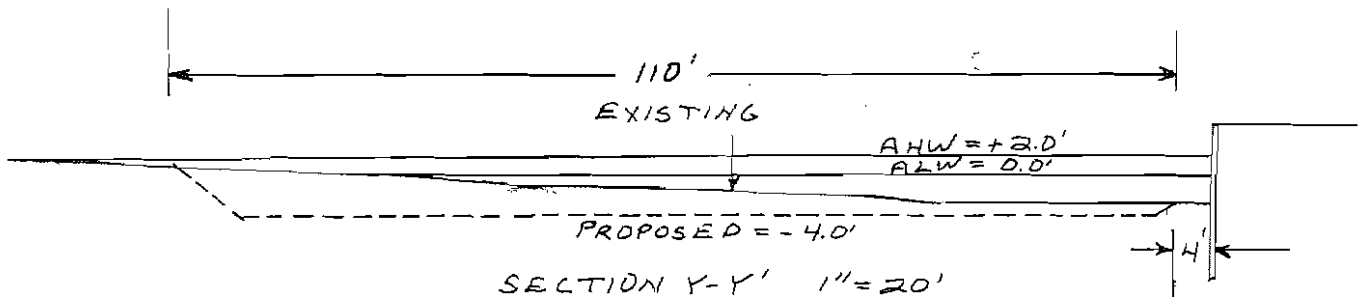 110'
EXISTING
AHW = +2.0'
ALW = 0.0'
PROPOSED = -4.0'
4'
SECTION Y-Y' 1" = 20'